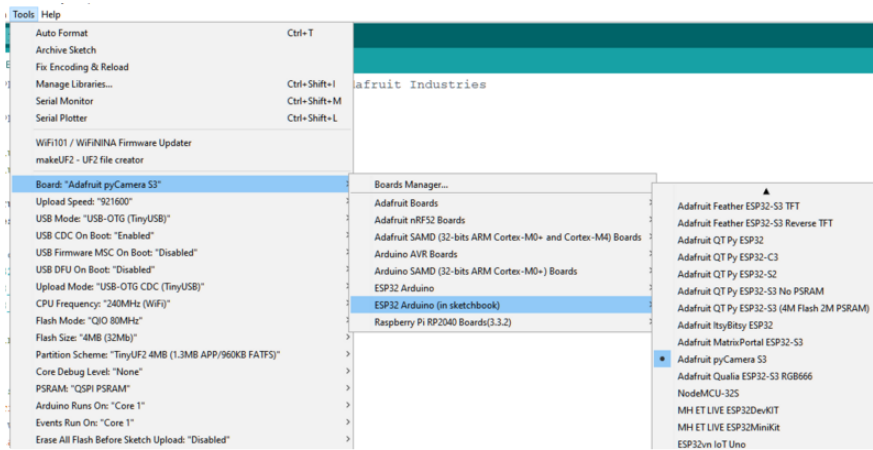 Tools Help
Auto Format Ctrl+T
Archive Sketch
Fix Encoding & Reload
Manage Libraries... Ctrl+Shift+I
Serial Monitor Ctrl+Shift+M
Serial Plotter Ctrl+Shift+L
WiFi101 / WiFiNINA Firmware Updater
makeUF2 - UF2 file creator
Board: "Adafruit pyCamera S3"
Upload Speed: "921600"
USB Mode: "USB-OTG (TinyUSB)"
USB CDC On Boot: "Enabled"
USB Firmware MSC On Boot: "Disabled"
USB DFU On Boot: "Disabled"
Upload Mode: "USB-OTG CDC (TinyUSB)"
CPU Frequency: "240MHz (WiFi)"
Flash Mode: "QIO 80MHz"
Flash Size: "4MB (32Mb)"
Partition Scheme: "TinyUF2 4MB (1.3MB APP/960KB FATFS)"
Core Debug Level: "None"
PSRAM: "QSPI PSRAM"
Arduino Runs On: "Core 1"
Events Run On: "Core 1"
Erase All Flash Before Sketch Upload: "Disabled"
dafruit Industries
Boards Manager...
Adafruit Boards
Adafruit nRF52 Boards
Adafruit SAMD (32-bits ARM Cortex-M0+ and Cortex-M4) Boards
Arduino AVR Boards
Arduino SAMD (32-bits ARM Cortex-M0+) Boards
ESP32 Arduino
ESP32 Arduino (in sketchbook)
Raspberry Pi RP2040 Boards(3.3.2)
Adafruit Feather ESP32-S3 TFT
Adafruit Feather ESP32-S3 Reverse TFT
Adafruit QT Py ESP32
Adafruit QT Py ESP32-C3
Adafruit QT Py ESP32-S2
Adafruit QT Py ESP32-S3 No PSRAM
Adafruit QT Py ESP32-S3 (4M Flash 2M PSRAM)
Adafruit ItsyBitsy ESP32
Adafruit MatrixPortal ESP32-S3
Adafruit pyCamera S3
Adafruit Qualia ESP32-S3 RGB666
NodeMCU-32S
MH ET LIVE ESP32DevKIT
MH ET LIVE ESP32MiniKit
ESP32vn IoT Uno